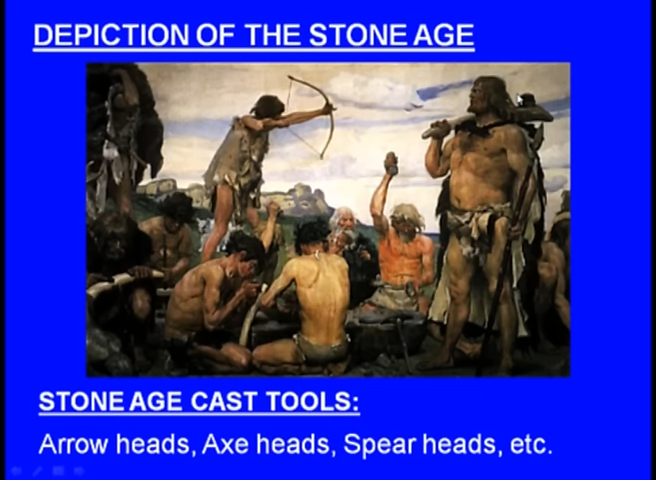 DEPICTION OF THE STONE AGE
STONE AGE CAST TOOLS:
Arrow heads, Axe heads, Spear heads, etc.